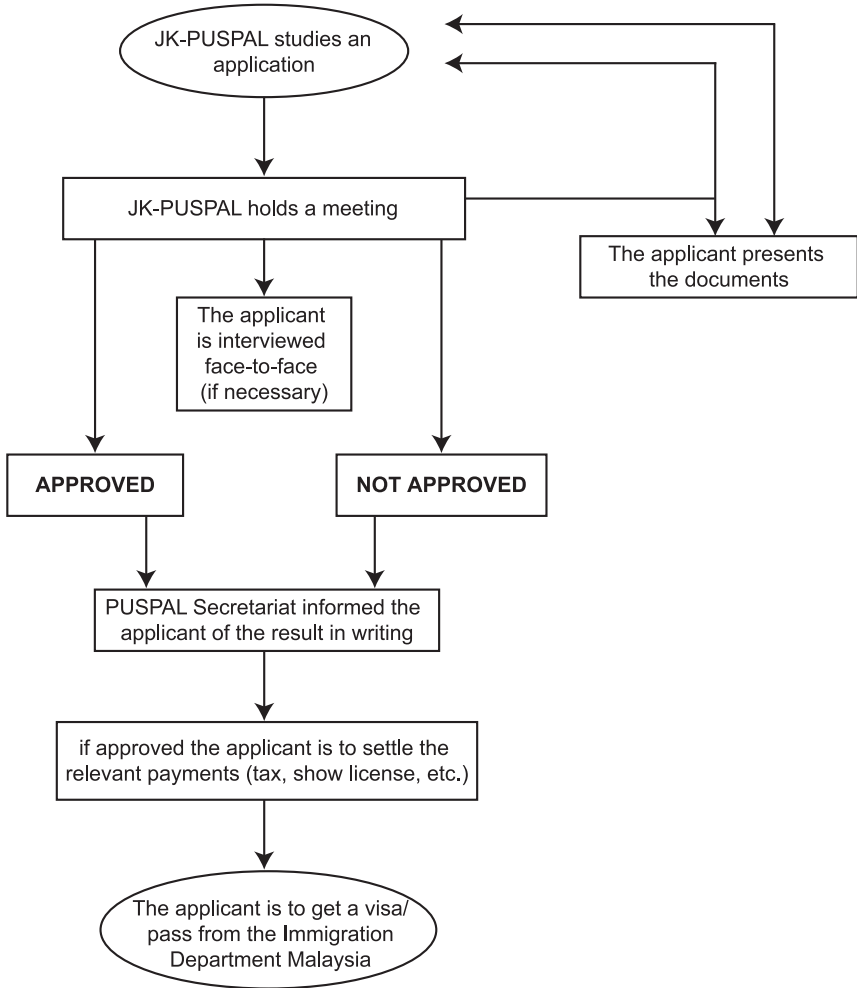 JK-PUSPAL studies an
application
JK-PUSPAL holds a meeting
The applicant presents
the documents
The applicant
is interviewed
face-to-face
(if necessary)
APPROVED
NOT APPROVED
PUSPAL Secretariat informed the
applicant of the result in writing
if approved the applicant is to settle the
relevant payments (tax, show license, etc.)
The applicant is to get a visa/
pass from the Immigration
Department Malaysia